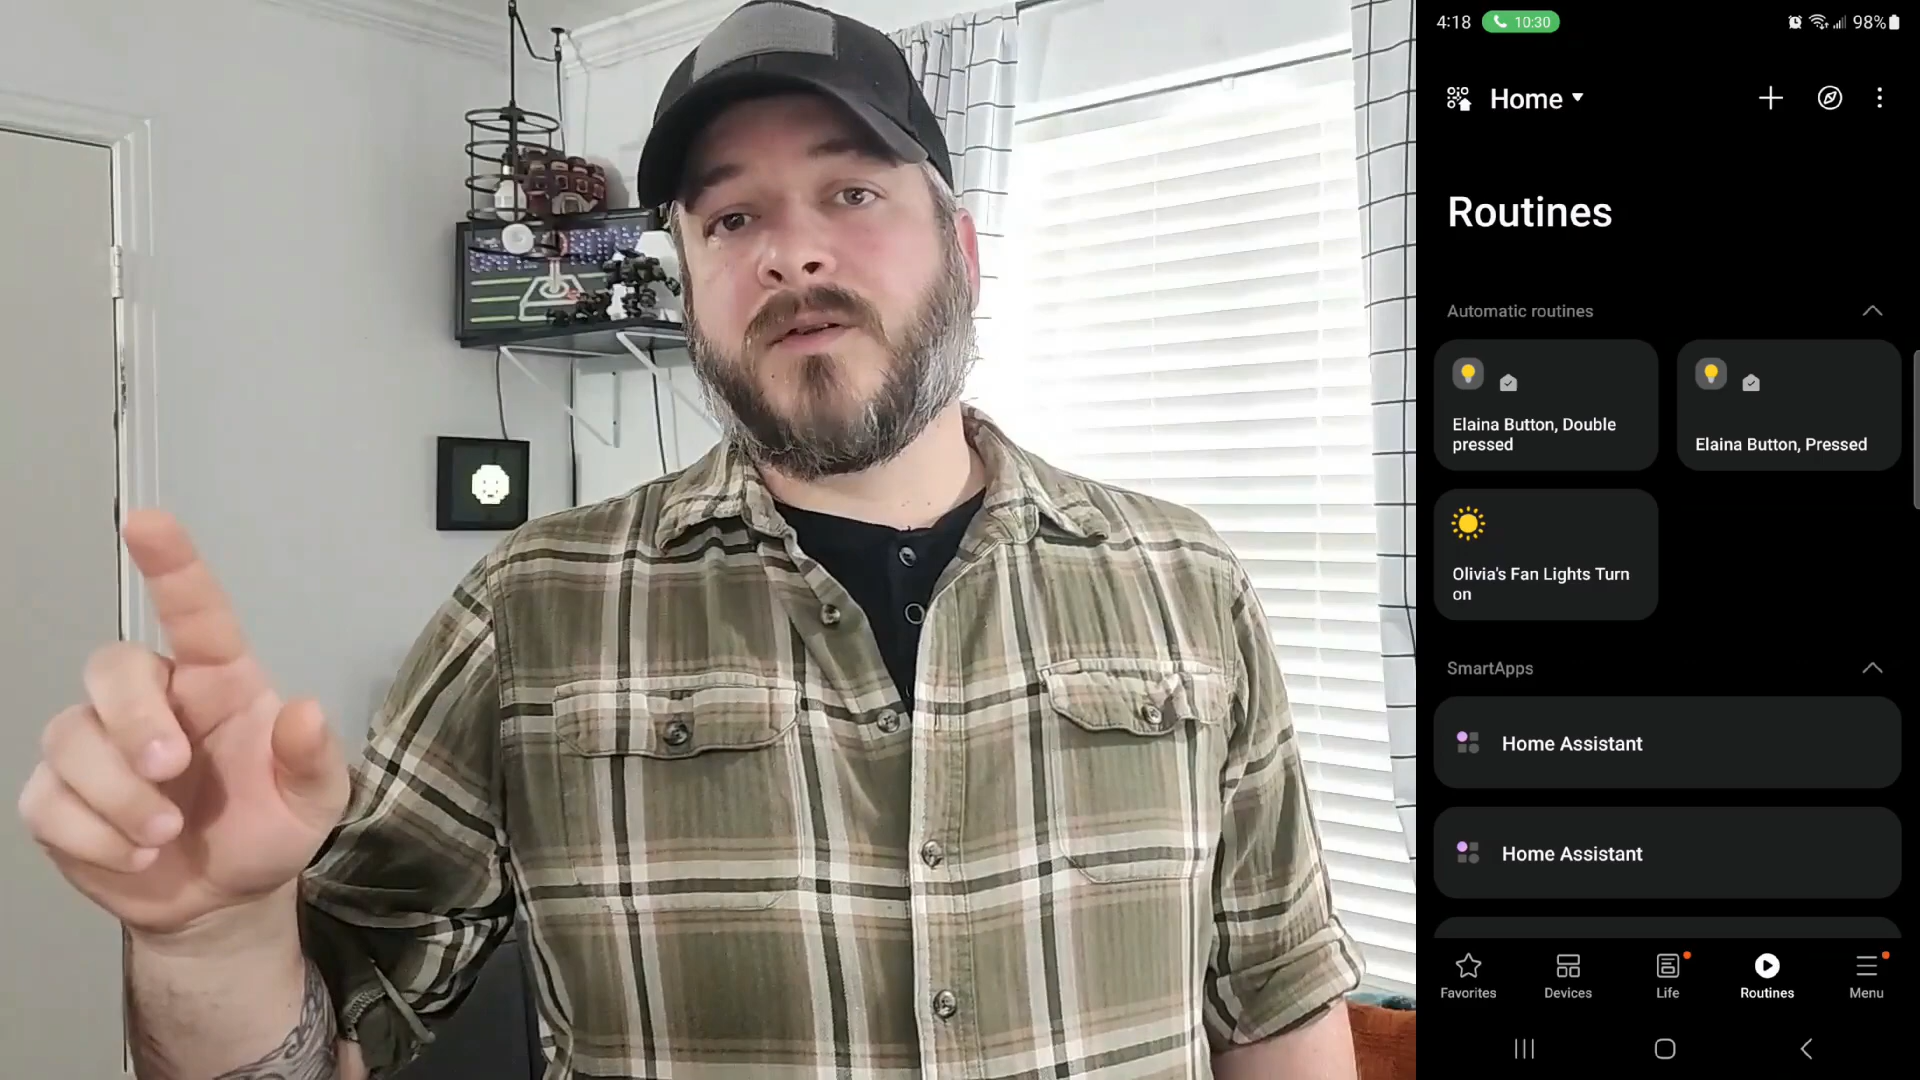 4:18 10:30 98%
Home
Routines
Automatic routines
Elaina Button, Double
pressed
Elaina Button, Pressed
Olivia's Fan Lights Turn
on
SmartApps
Home Assistant
Home Assistant
Favorites Devices Life Routines Menu